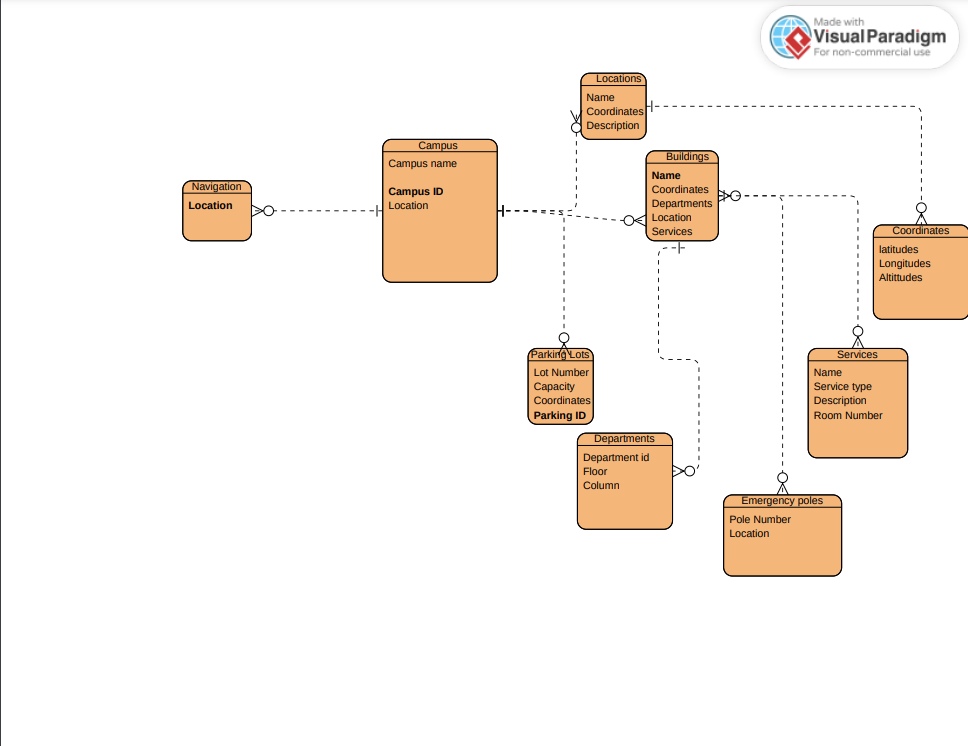 Made with
Visual Paradigm
For non-commercial use
Locations
Name
Coordinates
Description
Campus
Campus name
Campus ID
Location
Navigation
Location
Buildings
Name
Coordinates
Departments
Location
Services
Coordinates
latitudes
Longitudes
Altittudes
Parking Lots
Lot Number
Capacity
Coordinates
Parking ID
Services
Name
Service type
Description
Room Number
Departments
Department id
Floor
Column
Emergency poles
Pole Number
Location